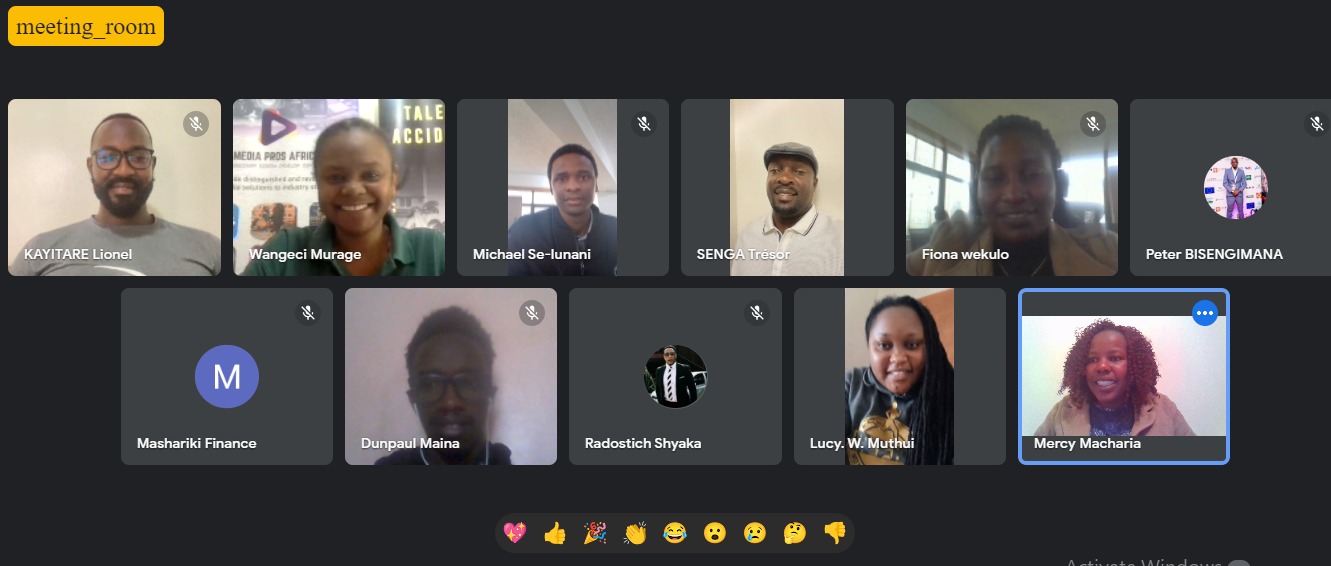 meeting_room
TALE
ACCID
MEDIA PROS AFRIC
KAYITARE Lionel
Wangeci Murage
Michael Se-lunani
SENGA Trésor
Fiona wekulo
Peter BISENGIMANA
M
Mashariki Finance
Dunpaul Maina
Radostich Shyaka
Lucy. W. Muthui
Mercy Macharia
Activate Windows